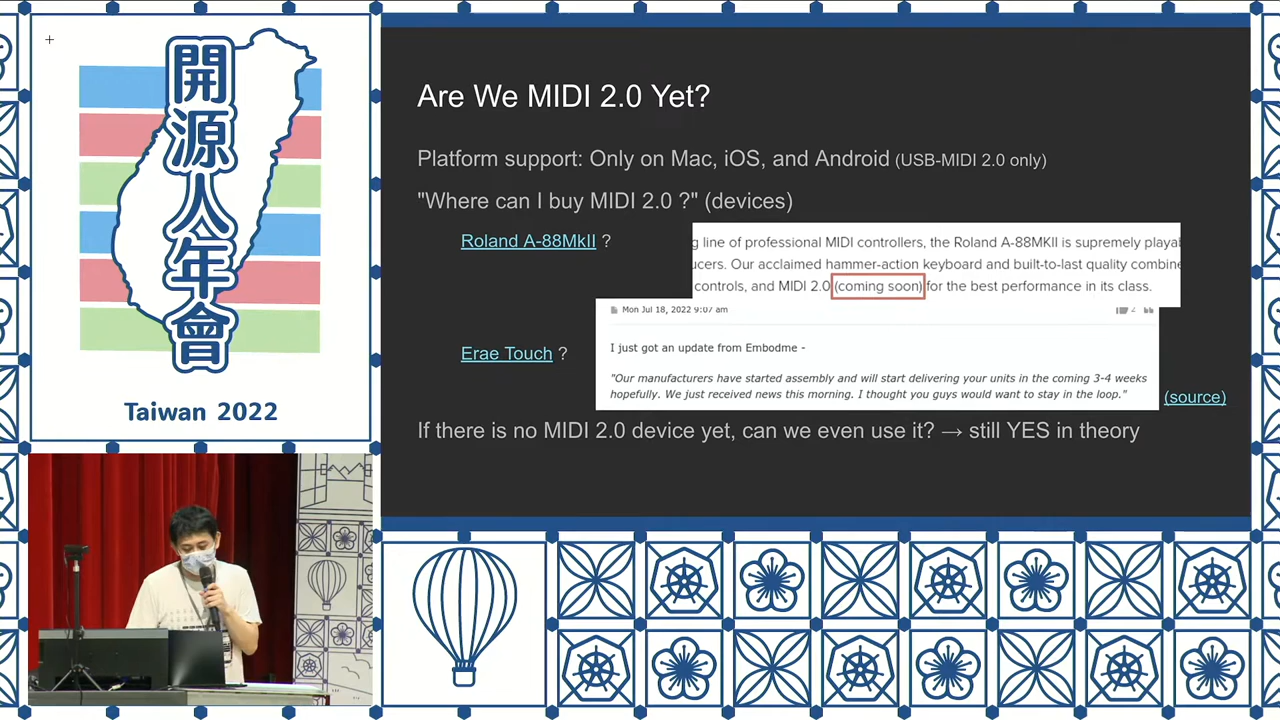 開源人年會
Taiwan 2022
Are We MIDI 2.0 Yet?
Platform support: Only on Mac, iOS, and Android (USB-MIDI 2.0 only)
"Where can I buy MIDI 2.0 ?" (devices)
Roland A-88MkII ?
g line of professional MIDI controllers, the Roland A-88MKII is supremely playa
ucers. Our acclaimed hammer-action keyboard and built-to-last quality combine
controls, and MIDI 2.0 (coming soon) for the best performance in its class.
Mon Jul 18, 2022 9:07 am
2
Erae Touch ?
I just got an update from Embodme -
"Our manufacturers have started assembly and will start delivering your units in the coming 3-4 weeks
hopefully. We just received news this morning. I thought you guys would want to stay in the loop."
(source)
If there is no MIDI 2.0 device yet, can we even use it? → still YES in theory